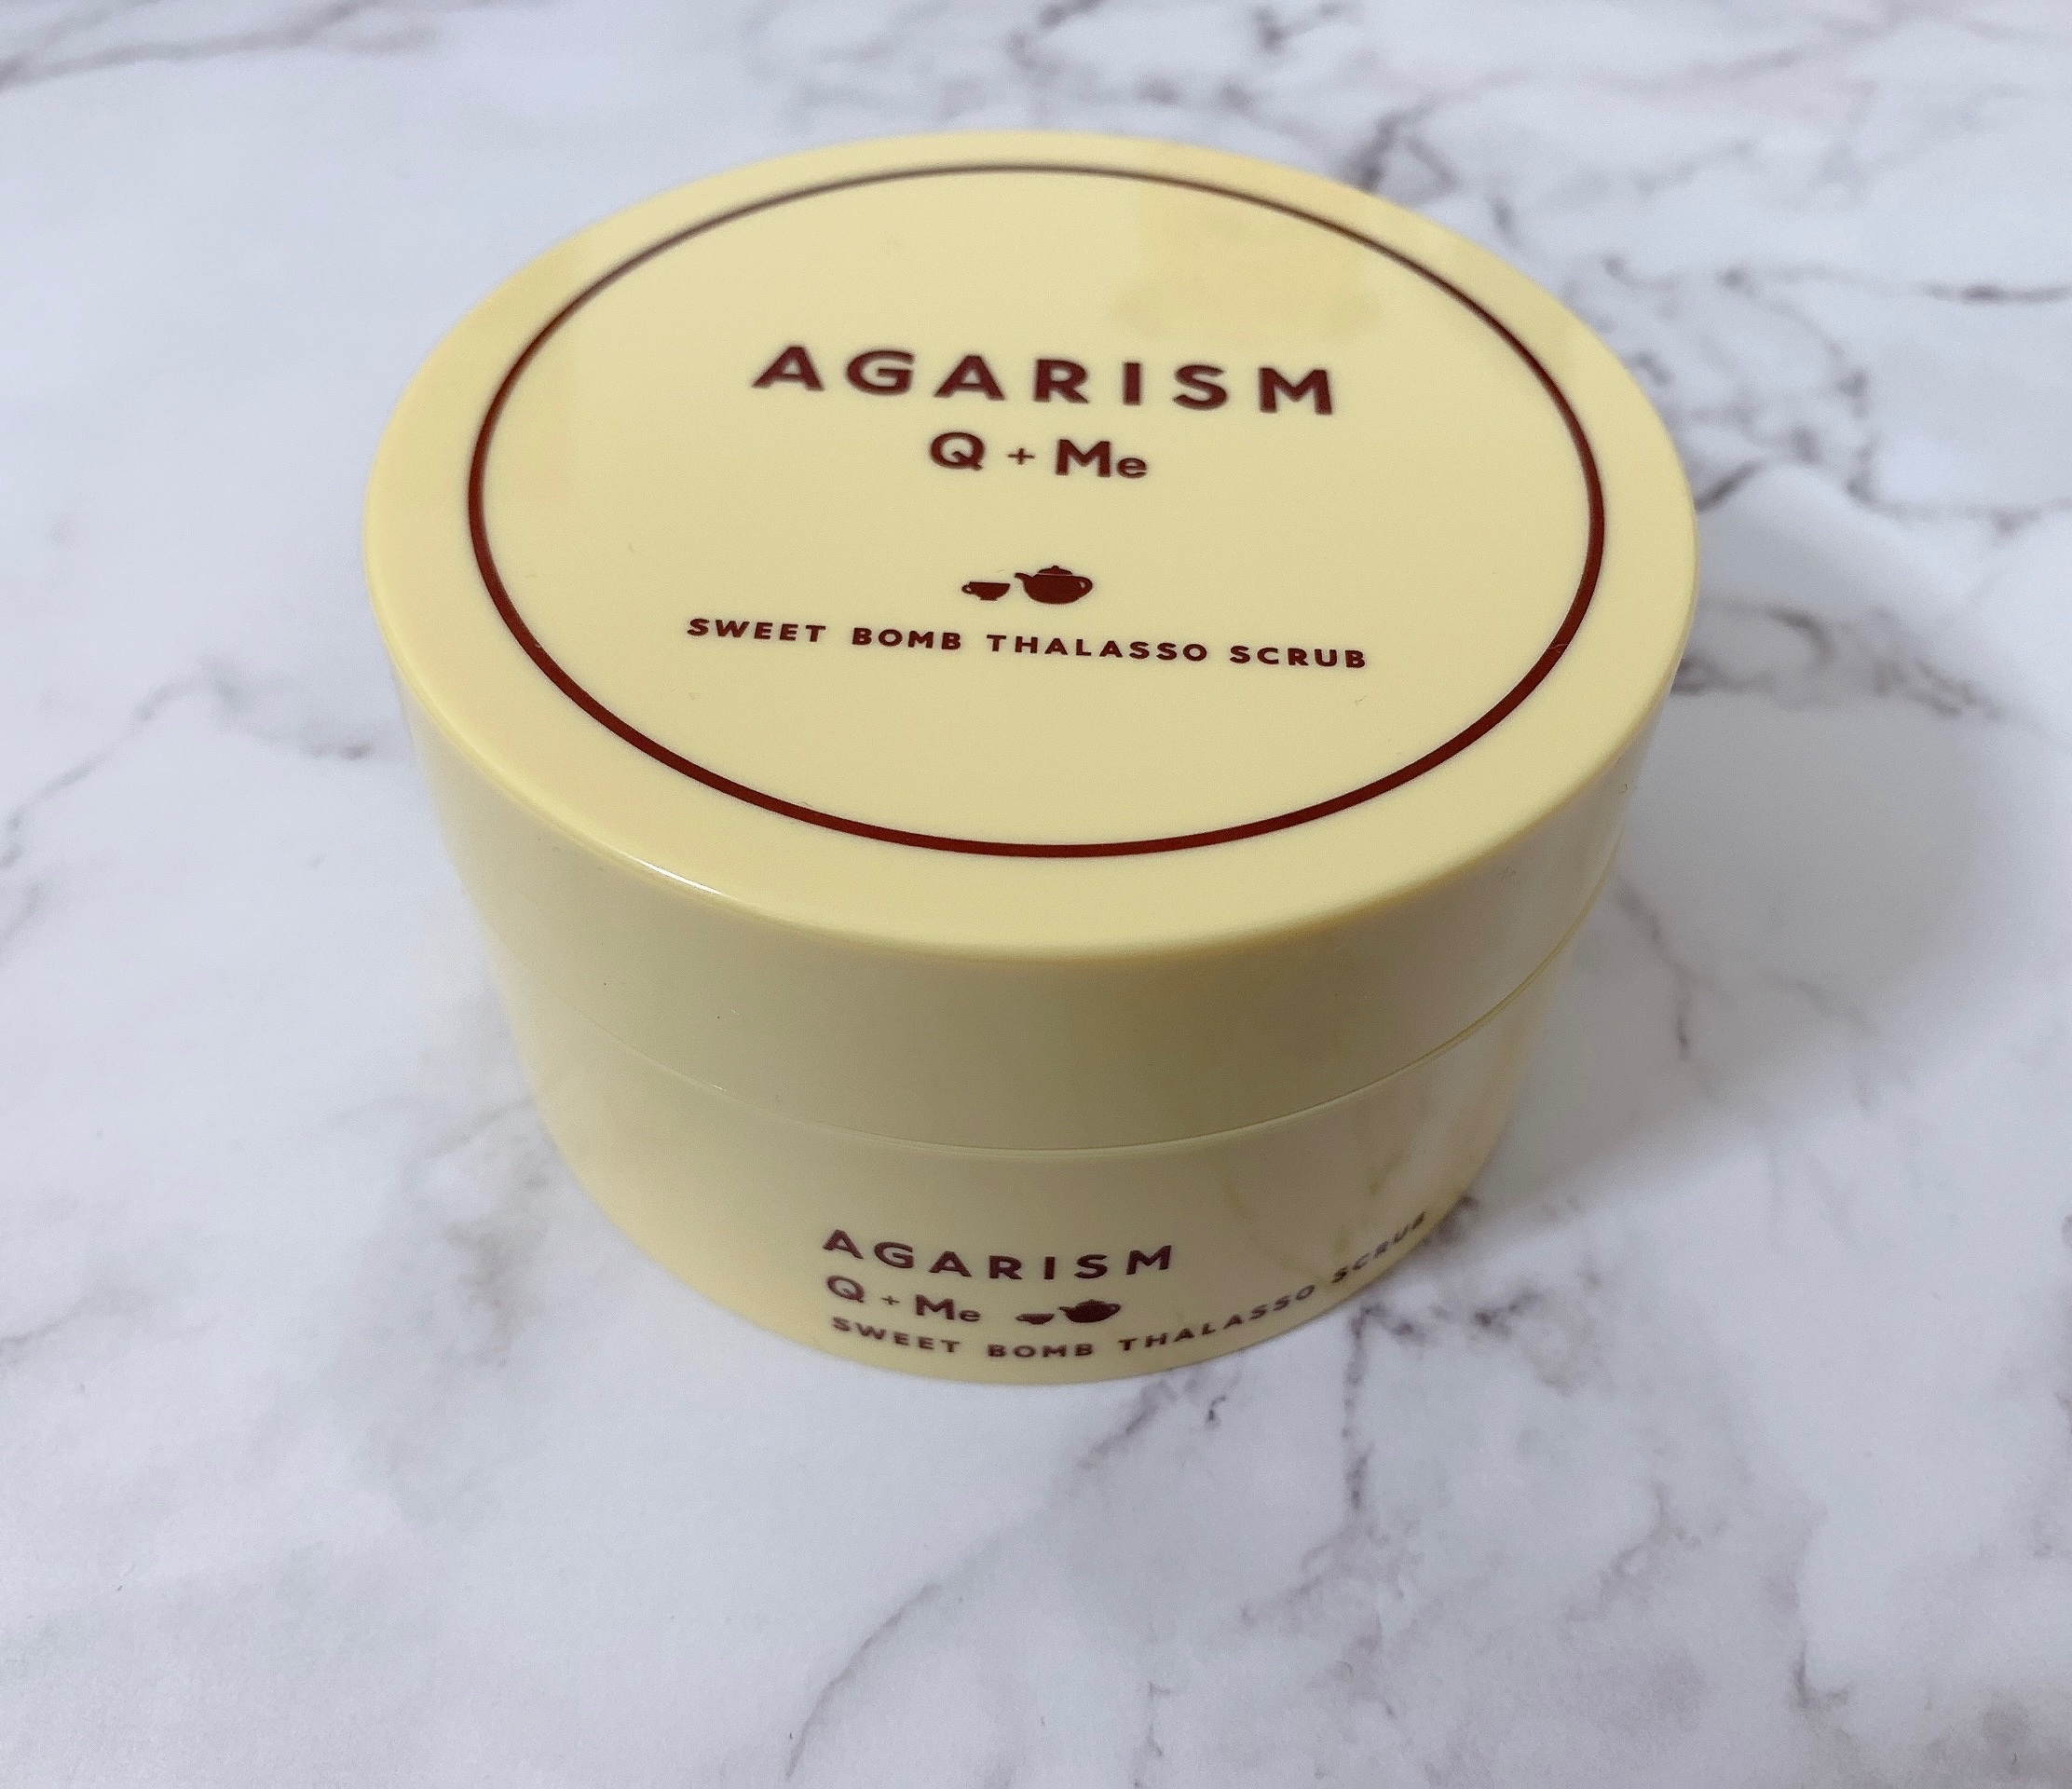 AGARISM
Q + Me
SWEET BOMB THALASSO SCRUB
AGARISM
Q + Me
SWEET BOMB THALASSO SCRUB